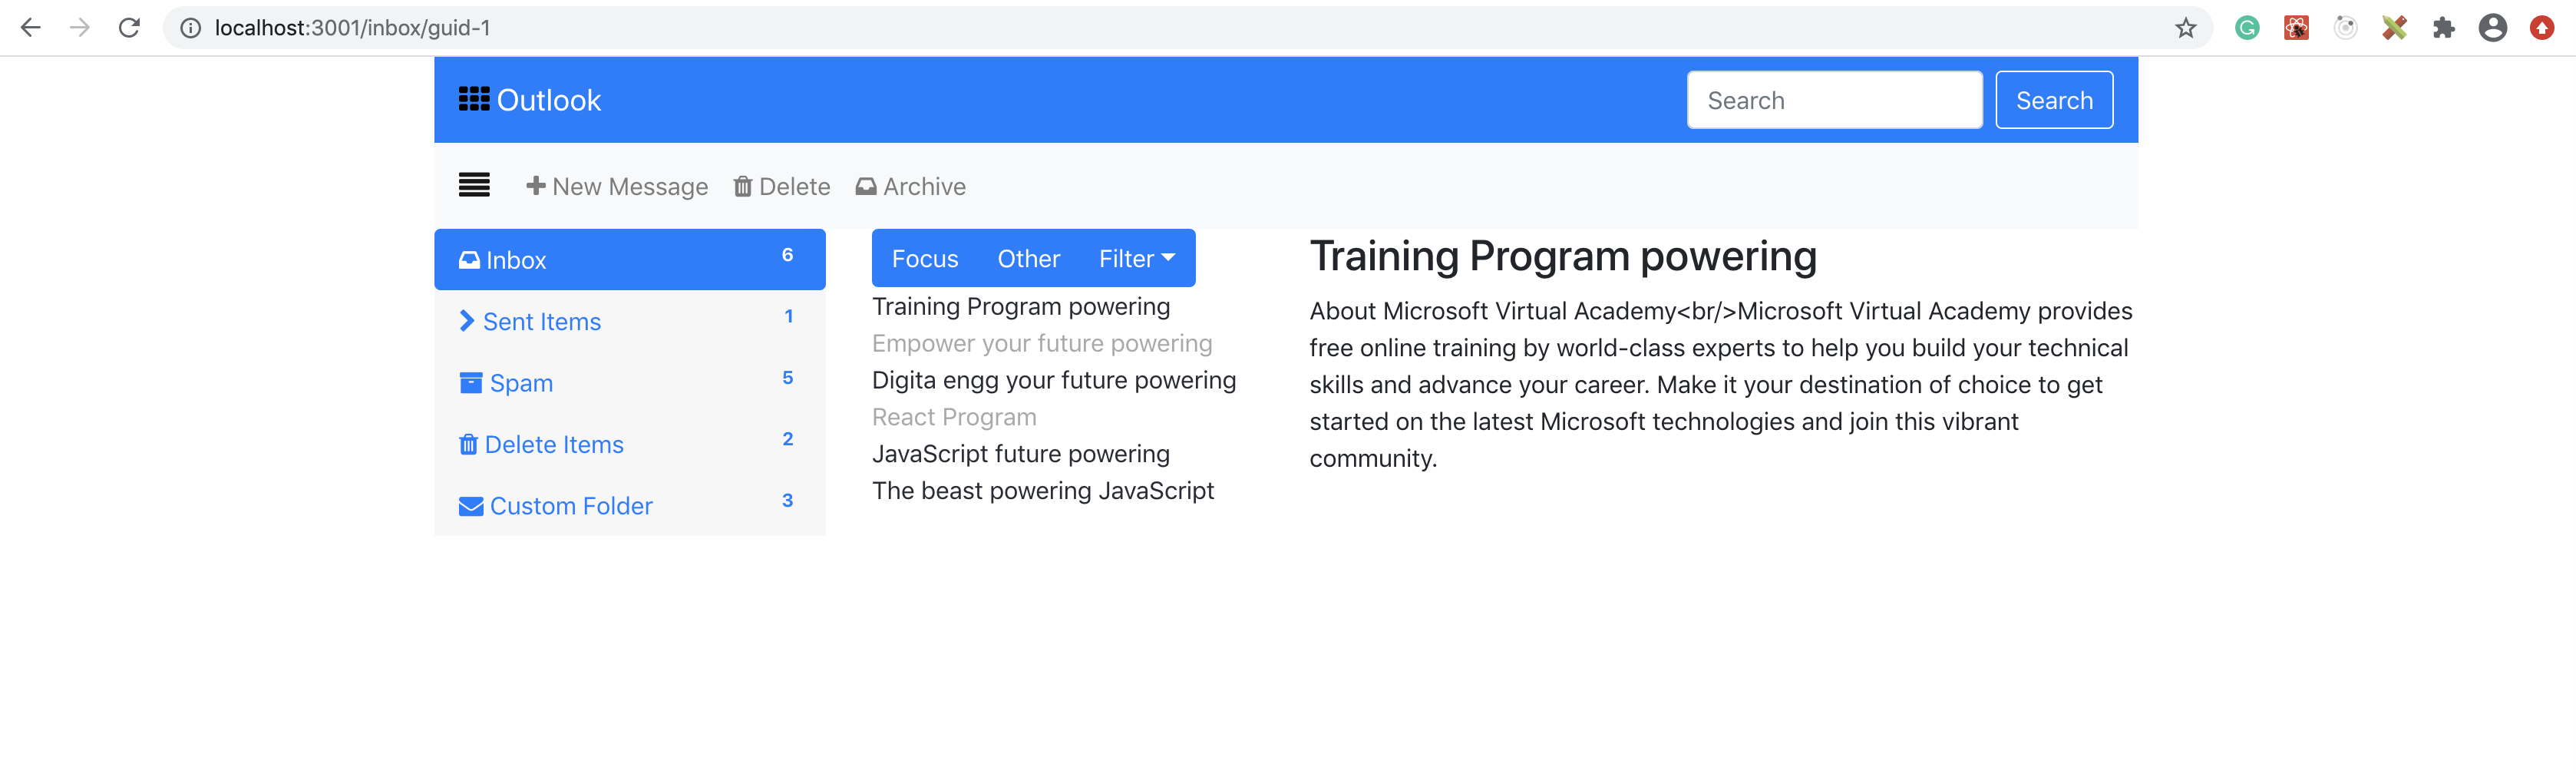 localhost:3001/inbox/guid-1
Outlook
Search
Search
New Message
Delete
Archive
Inbox 6
Sent Items 1
Spam 5
Delete Items 2
Custom Folder 3
Focus
Other
Filter
Training Program powering
Empower your future powering
Digita engg your future powering
React Program
JavaScript future powering
The beast powering JavaScript
Training Program powering
About Microsoft Virtual Academy<br/>Microsoft Virtual Academy provides
free online training by world-class experts to help you build your technical
skills and advance your career. Make it your destination of choice to get
started on the latest Microsoft technologies and join this vibrant
community.